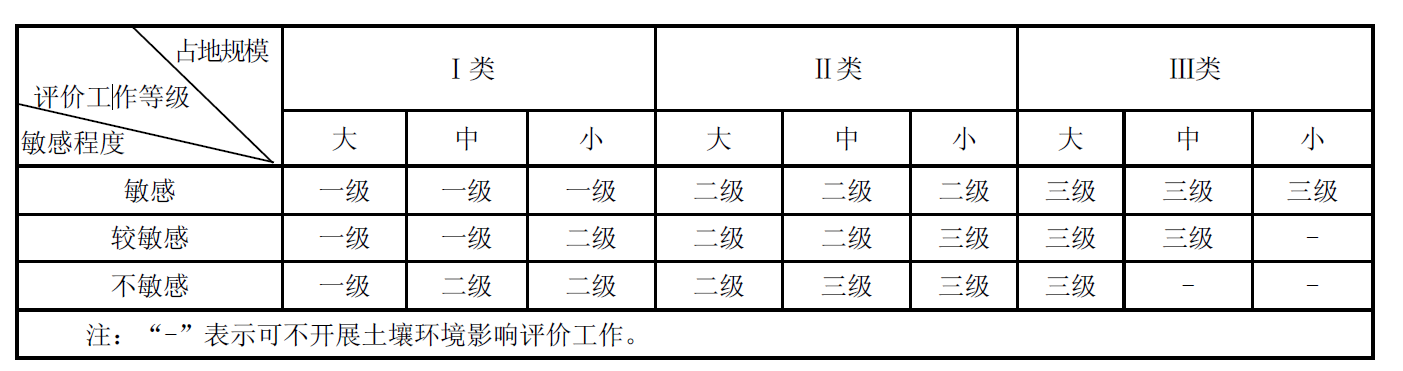 占地规模
评价工作等级
敏感程度
Ⅰ类 Ⅱ类 Ⅲ类
大 中 小 大 中 小 大 中 小
敏感 一级 一级 一级 二级 二级 二级 三级 三级 三级
较敏感 一级 一级 二级 二级 二级 三级 三级 三级 -
不敏感 一级 二级 二级 二级 三级 三级 三级 - -
注：“-”表示可不开展土壤环境影响评价工作。